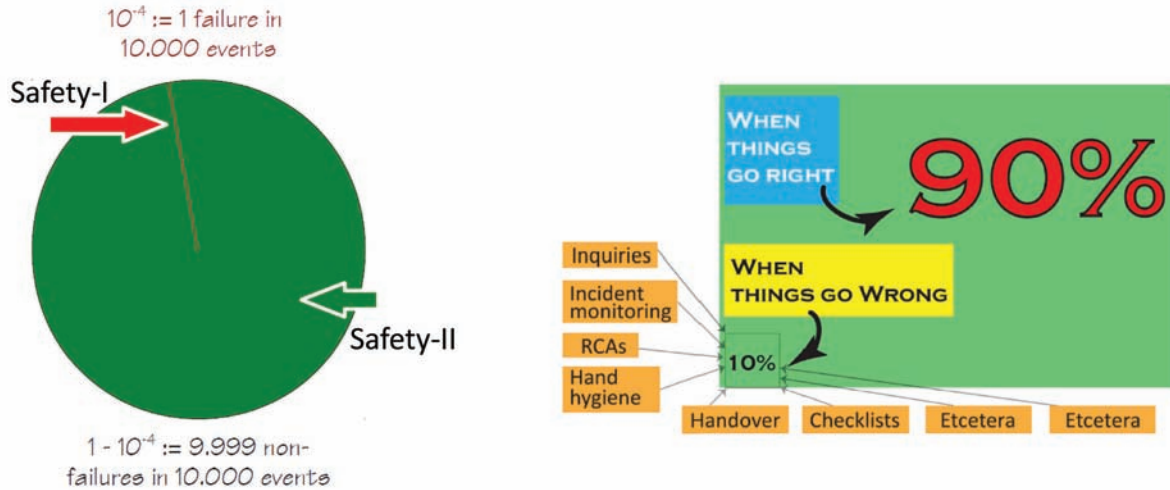 10⁻⁴ := 1 failure in
10.000 events
Safety-I
Safety-II
1 - 10⁻⁴ := 9.999 non-
failures in 10.000 events
WHEN
THINGS
GO RIGHT
90%
WHEN
THINGS GO WRONG
10%
Inquiries
Incident
monitoring
RCAs
Hand
hygiene
Handover
Checklists
Etcetera
Etcetera